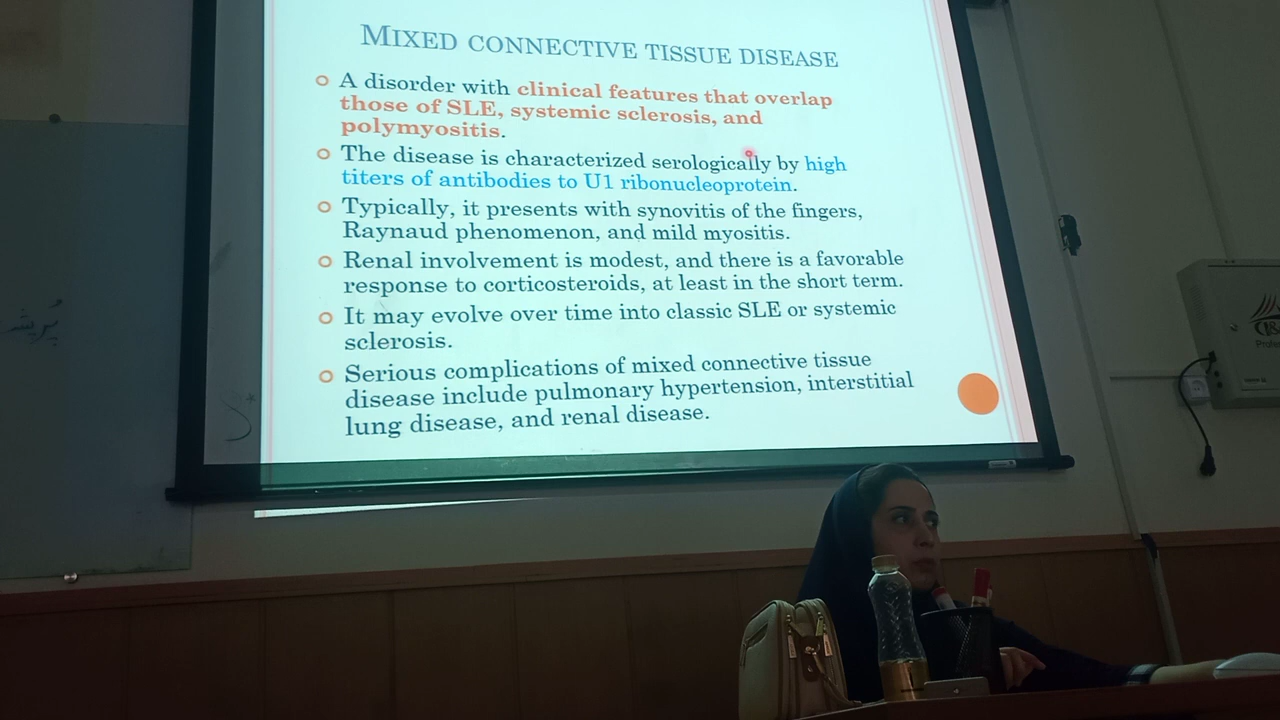 MIXED CONNECTIVE TISSUE DISEASE
A disorder with clinical features that overlap
those of SLE, systemic sclerosis, and
polymyositis.
The disease is characterized serologically by high
titers of antibodies to U1 ribonucleoprotein.
Typically, it presents with synovitis of the fingers,
Raynaud phenomenon, and mild myositis.
Renal involvement is modest, and there is a favorable
response to corticosteroids, at least in the short term.
It may evolve over time into classic SLE or systemic
sclerosis.
Serious complications of mixed connective tissue
disease include pulmonary hypertension, interstitial
lung disease, and renal disease.